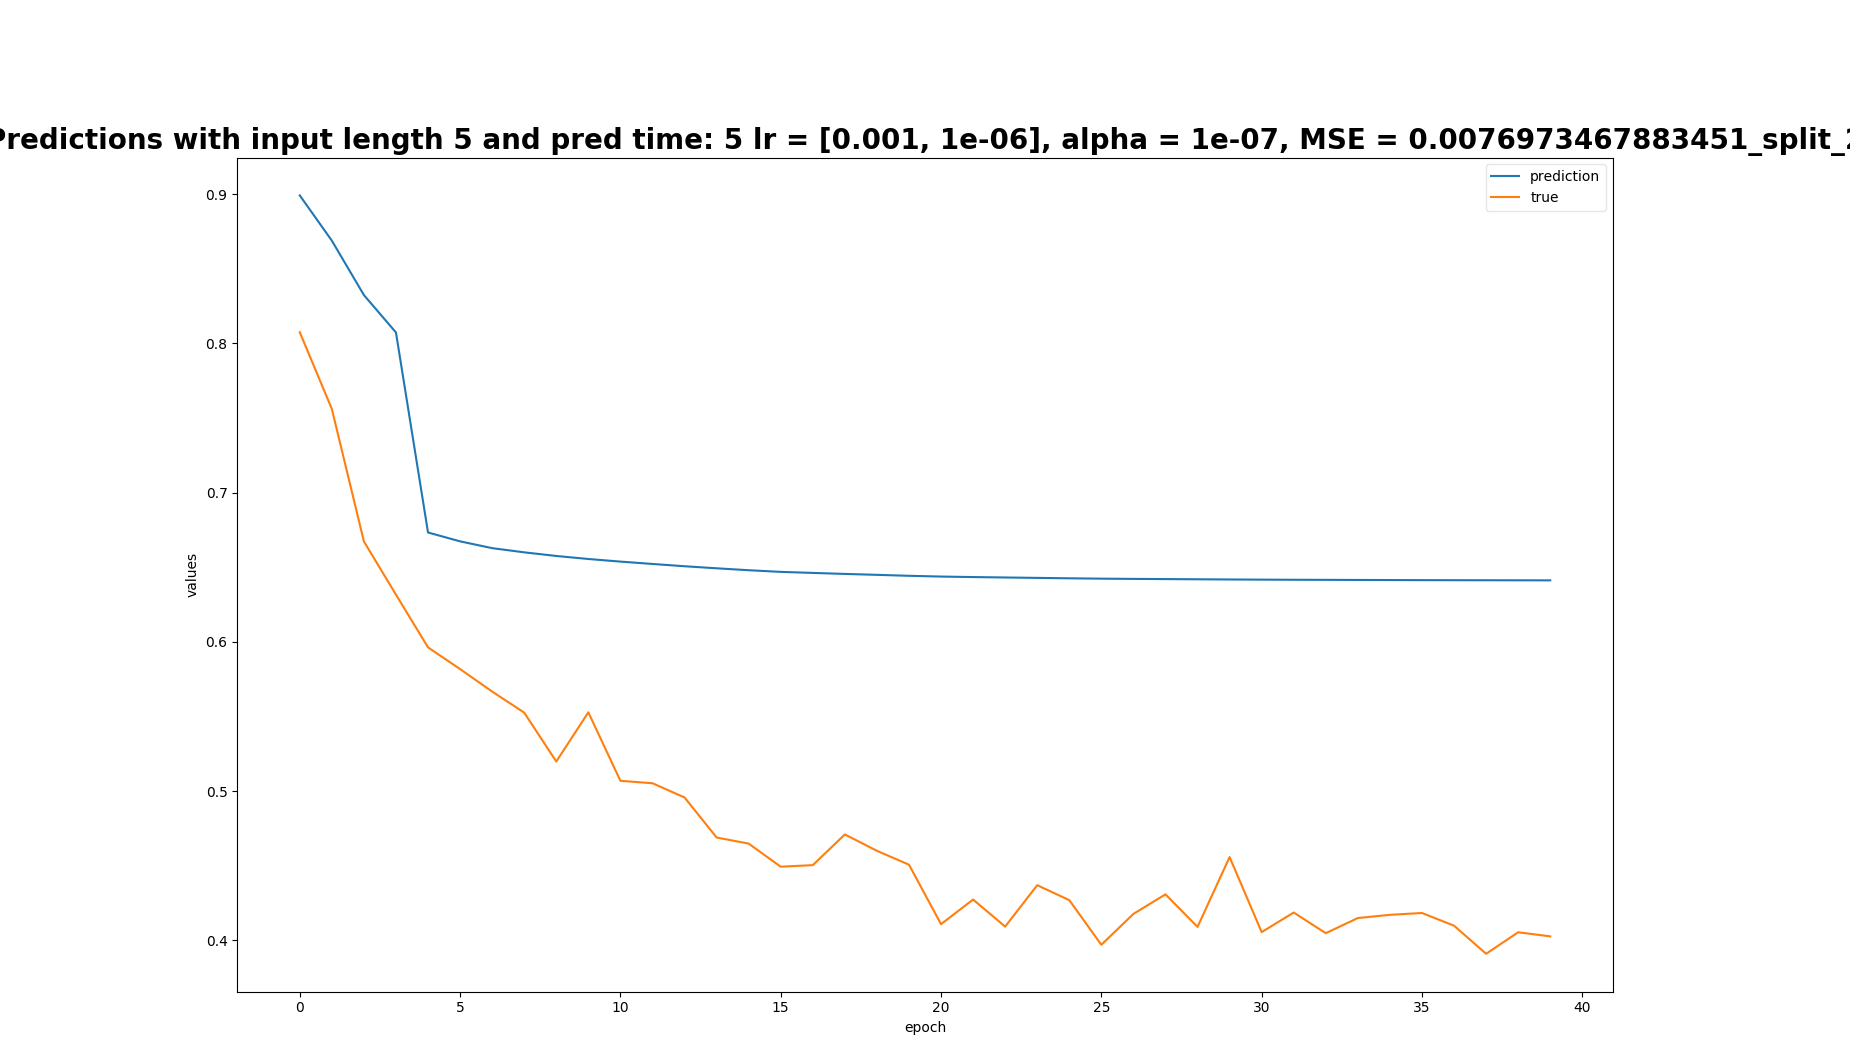 Predictions with input length 5 and pred time: 5 lr = [0.001, 1e-06], alpha = 1e-07, MSE = 0.0076973467883451_split_2
prediction
true
0.9
0.8
0.7
0.6
0.5
0.4
values
0 5 10 15 20 25 30 35 40
epoch